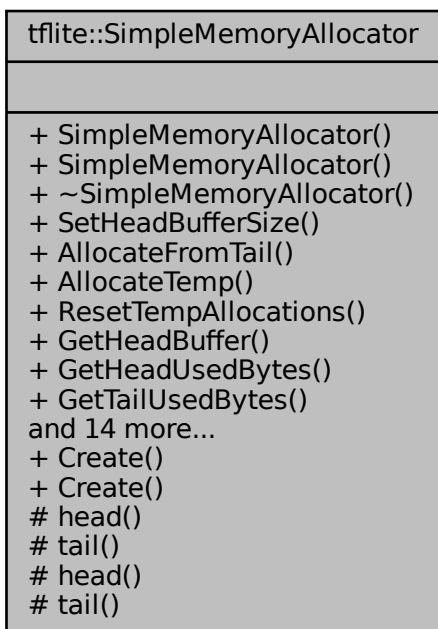 tflite::SimpleMemoryAllocator
+ SimpleMemoryAllocator()
+ SimpleMemoryAllocator()
+ ~SimpleMemoryAllocator()
+ SetHeadBufferSize()
+ AllocateFromTail()
+ AllocateTemp()
+ ResetTempAllocations()
+ GetHeadBuffer()
+ GetHeadUsedBytes()
+ GetTailUsedBytes()
and 14 more...
+ Create()
+ Create()
# head()
# tail()
# head()
# tail()